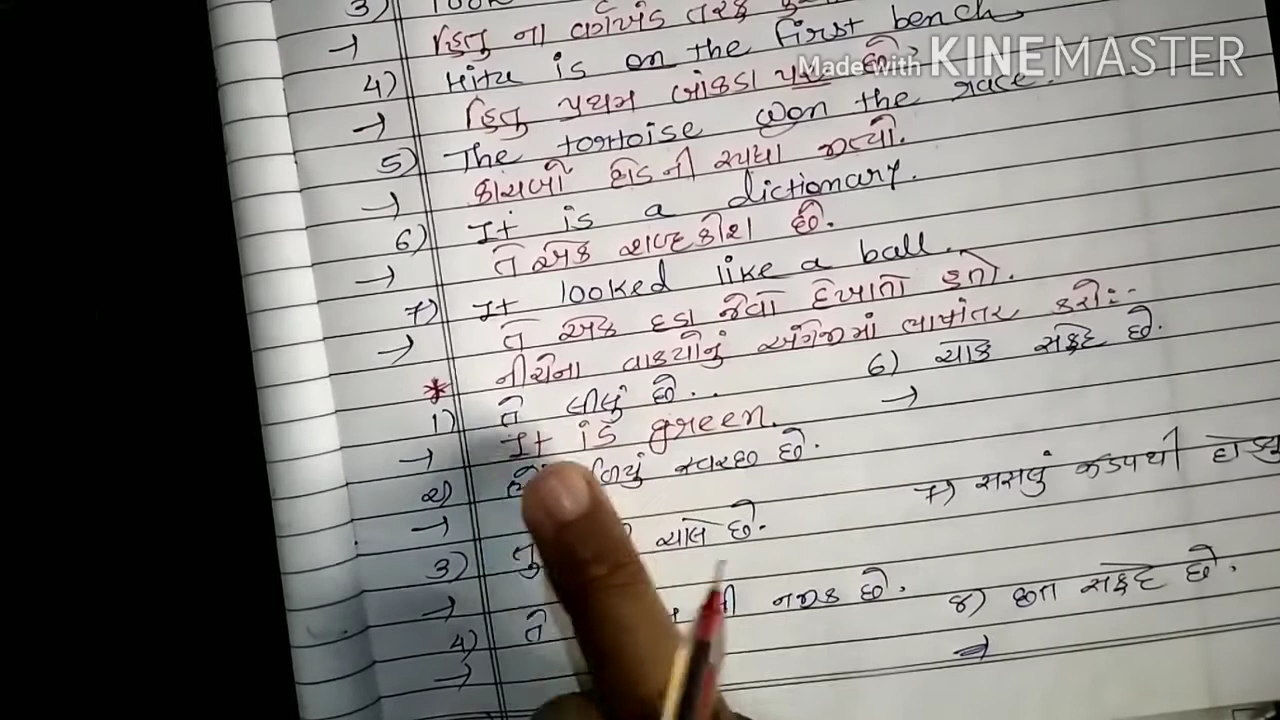 3) look
હિતુ ના વર્ગખંડ તરફ
4) Hitu is on the first bench
→ હિતુ પ્રથમ બાંકડા પર છે.
5) The tortoise won the race.
→ કાચબો દોડની સ્પર્ધા જીત્યો.
6) It is a dictionary.
→ તે એક શબ્દકોશ છે.
7) It looked like a ball.
→ તે એક દડા જેવો દેખાતો હતો.
* નીચેના વાક્યોનું અંગ્રેજીમાં ભાષાંતર કરો:-
1) તે લીલું છે.
→ It is green.
2) સ્વચ્છ છે.
→
3) ચાલે છે.
→
4) તે ની નજીક છે.
→
6) ચાક સફેદ છે.
→
7) સસલું ઝડપથી
8) છત સફેદ છે.
→
Made with KINEMASTER